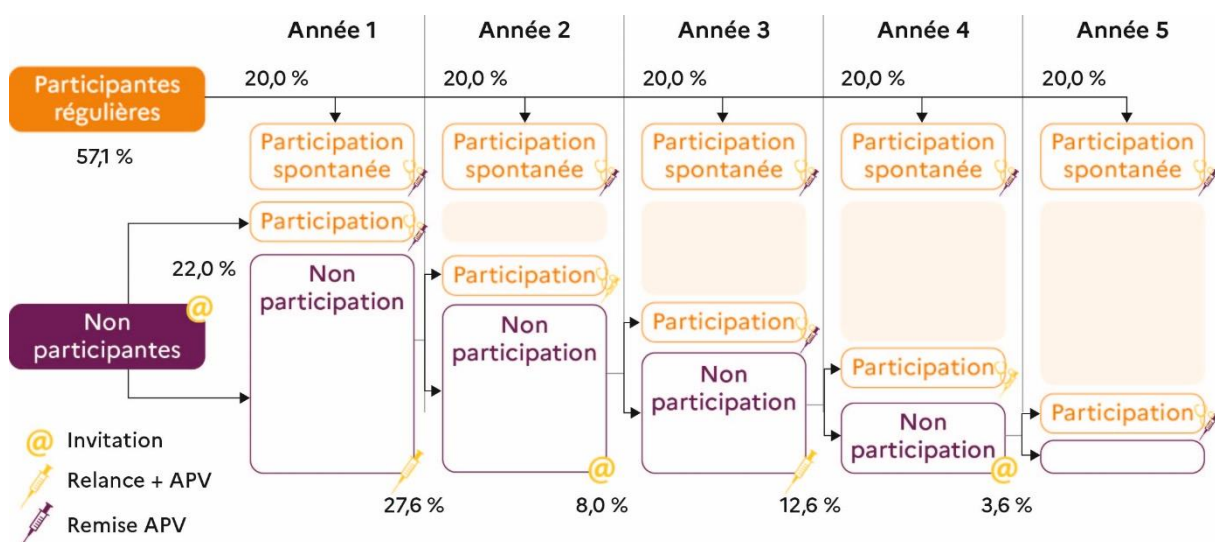 Année 1
Année 2
Année 3
Année 4
Année 5
20,0 %
20,0 %
20,0 %
20,0 %
20,0 %
Participantes
régulières
57,1 %
Participation
spontanée
Participation
spontanée
Participation
spontanée
Participation
spontanée
Participation
spontanée
Participation
22,0 %
Non
participation
Participation
Non
participantes
@
Non
participation
Participation
Non
participation
Participation
Non
participation
Participation
@ Invitation
Relance + APV
Remise APV
27,6 %
@
8,0 %
12,6 %
@
3,6 %